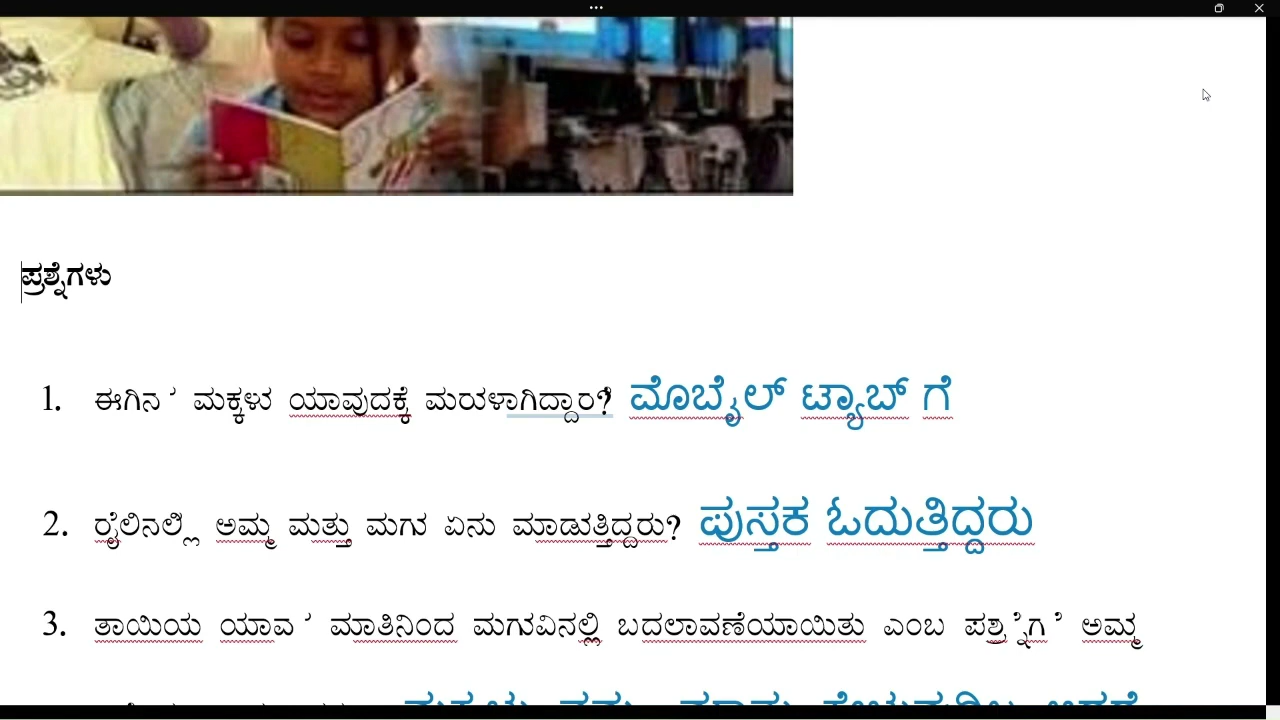 ಪ್ರಶ್ನೆಗಳು
1. ಈಗಿನ ಮಕ್ಕಳು ಯಾವುದಕ್ಕೆ ಮರುಳಾಗಿದ್ದಾರೆ? ಮೊಬೈಲ್ ಟ್ಯಾಬ್ ಗೆ
2. ರೈಲಿನಲ್ಲಿ ಅಮ್ಮ ಮತ್ತು ಮಗು ಏನು ಮಾಡುತ್ತಿದ್ದರು? ಪುಸ್ತಕ ಓದುತ್ತಿದ್ದರು
3. ತಾಯಿಯ ಯಾವ ಮಾತಿನಿಂದ ಮಗುವಿನಲ್ಲಿ ಬದಲಾವಣೆಯಾಯಿತು ಎಂಬ ಪ್ರಶ್ನೆಗೆ ಅಮ್ಮ